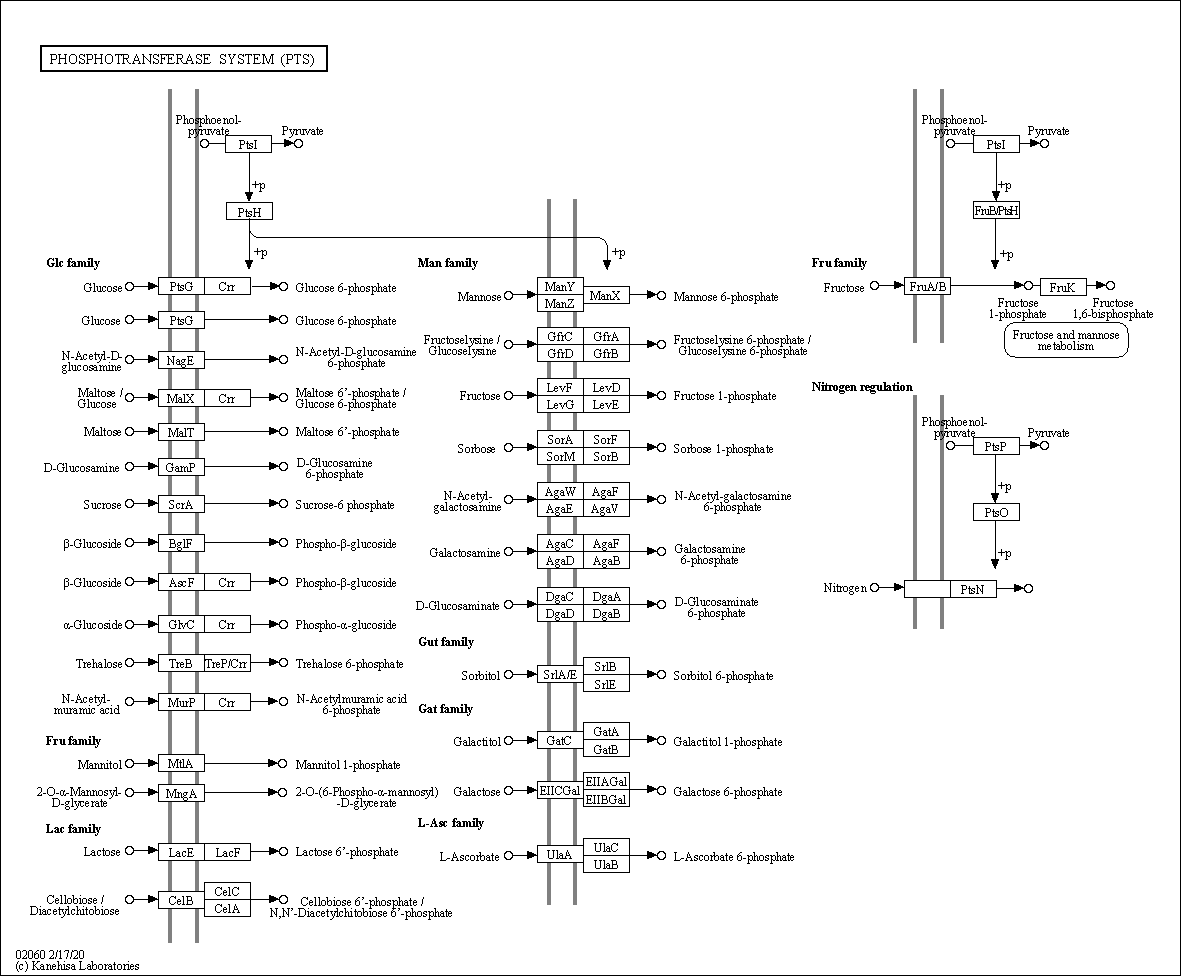 PHOSPHOTRANSFERASE SYSTEM (PTS)
Phosphoenol-
pyruvate
Pyruvate
PtsI
+p
PtsH
+p
+p
Glc family
Glucose
PtsG
Crr
Glucose 6-phosphate
Glucose
PtsG
Glucose 6-phosphate
N-Acetyl-D-
glucosamine
NagE
N-Acetyl-D-glucosamine
6-phosphate
Maltose /
Glucose
MalX
Crr
Maltose 6'-phosphate /
Glucose 6-phosphate
Maltose
MalT
Maltose 6'-phosphate
D-Glucosamine
GamP
D-Glucosamine
6-phosphate
Sucrose
ScrA
Sucrose-6 phosphate
β-Glucoside
BglF
Phospho-β-glucoside
β-Glucoside
AscF
Crr
Phospho-β-glucoside
α-Glucoside
GlvC
Crr
Phospho-α-glucoside
Trehalose
TreB
TreP/Crr
Trehalose 6-phosphate
N-Acetyl-
muramic acid
MurP
Crr
N-Acetylmuramic acid
6-phosphate
Fru family
Mannitol
MtlA
Mannitol 1-phosphate
2-O-α-Mannosyl-
D-glycerate
MngA
2-O-(6-Phospho-α-mannosyl)
-D-glycerate
Lac family
Lactose
LacE
LacF
Lactose 6'-phosphate
Cellobiose /
Diacetylchitobiose
CelB
CelC
CelA
Cellobiose 6'-phosphate /
N,N'-Diacetylchitobiose 6'-phosphate
Man family
Mannose
ManY
ManZ
ManX
Mannose 6-phosphate
Fructoselysine /
Glucoselysine
GfrC
GfrA
GfrD
GfrB
Fructoselysine 6-phosphate /
Glucoselysine 6-phosphate
Fructose
LevF
LevD
LevG
LevE
Fructose 1-phosphate
Sorbose
SorA
SorF
SorM
SorB
Sorbose 1-phosphate
N-Acetyl-
galactosamine
AgaW
AgaF
AgaE
AgaV
N-Acetyl-galactosamine
6-phosphate
Galactosamine
AgaC
AgaF
AgaD
AgaB
Galactosamine
6-phosphate
D-Glucosaminate
DgaC
DgaA
DgaD
DgaB
D-Glucosaminate
6-phosphate
Gut family
Sorbitol
SrlA/E
SrlB
SrlE
Sorbitol 6-phosphate
Gat family
Galactitol
GatC
GatA
GatB
Galactitol 1-phosphate
Galactose
EIICGal
EIIAGal
EIIBGal
Galactose 6-phosphate
L-Asc family
L-Ascorbate
UlaA
UlaC
UlaB
L-Ascorbate 6-phosphate
Phosphoenol-
pyruvate
Pyruvate
PtsI
+p
FruB/PtsH
+p
Fru family
Fructose
FruA/B
FruK
Fructose
1-phosphate
Fructose
1,6-bisphosphate
Fructose and mannose
metabolism
Nitrogen regulation
Phosphoenol-
pyruvate
Pyruvate
PtsP
+p
PtsO
+p
Nitrogen
PtsN
02060 2/17/20
(c) Kanehisa Laboratories